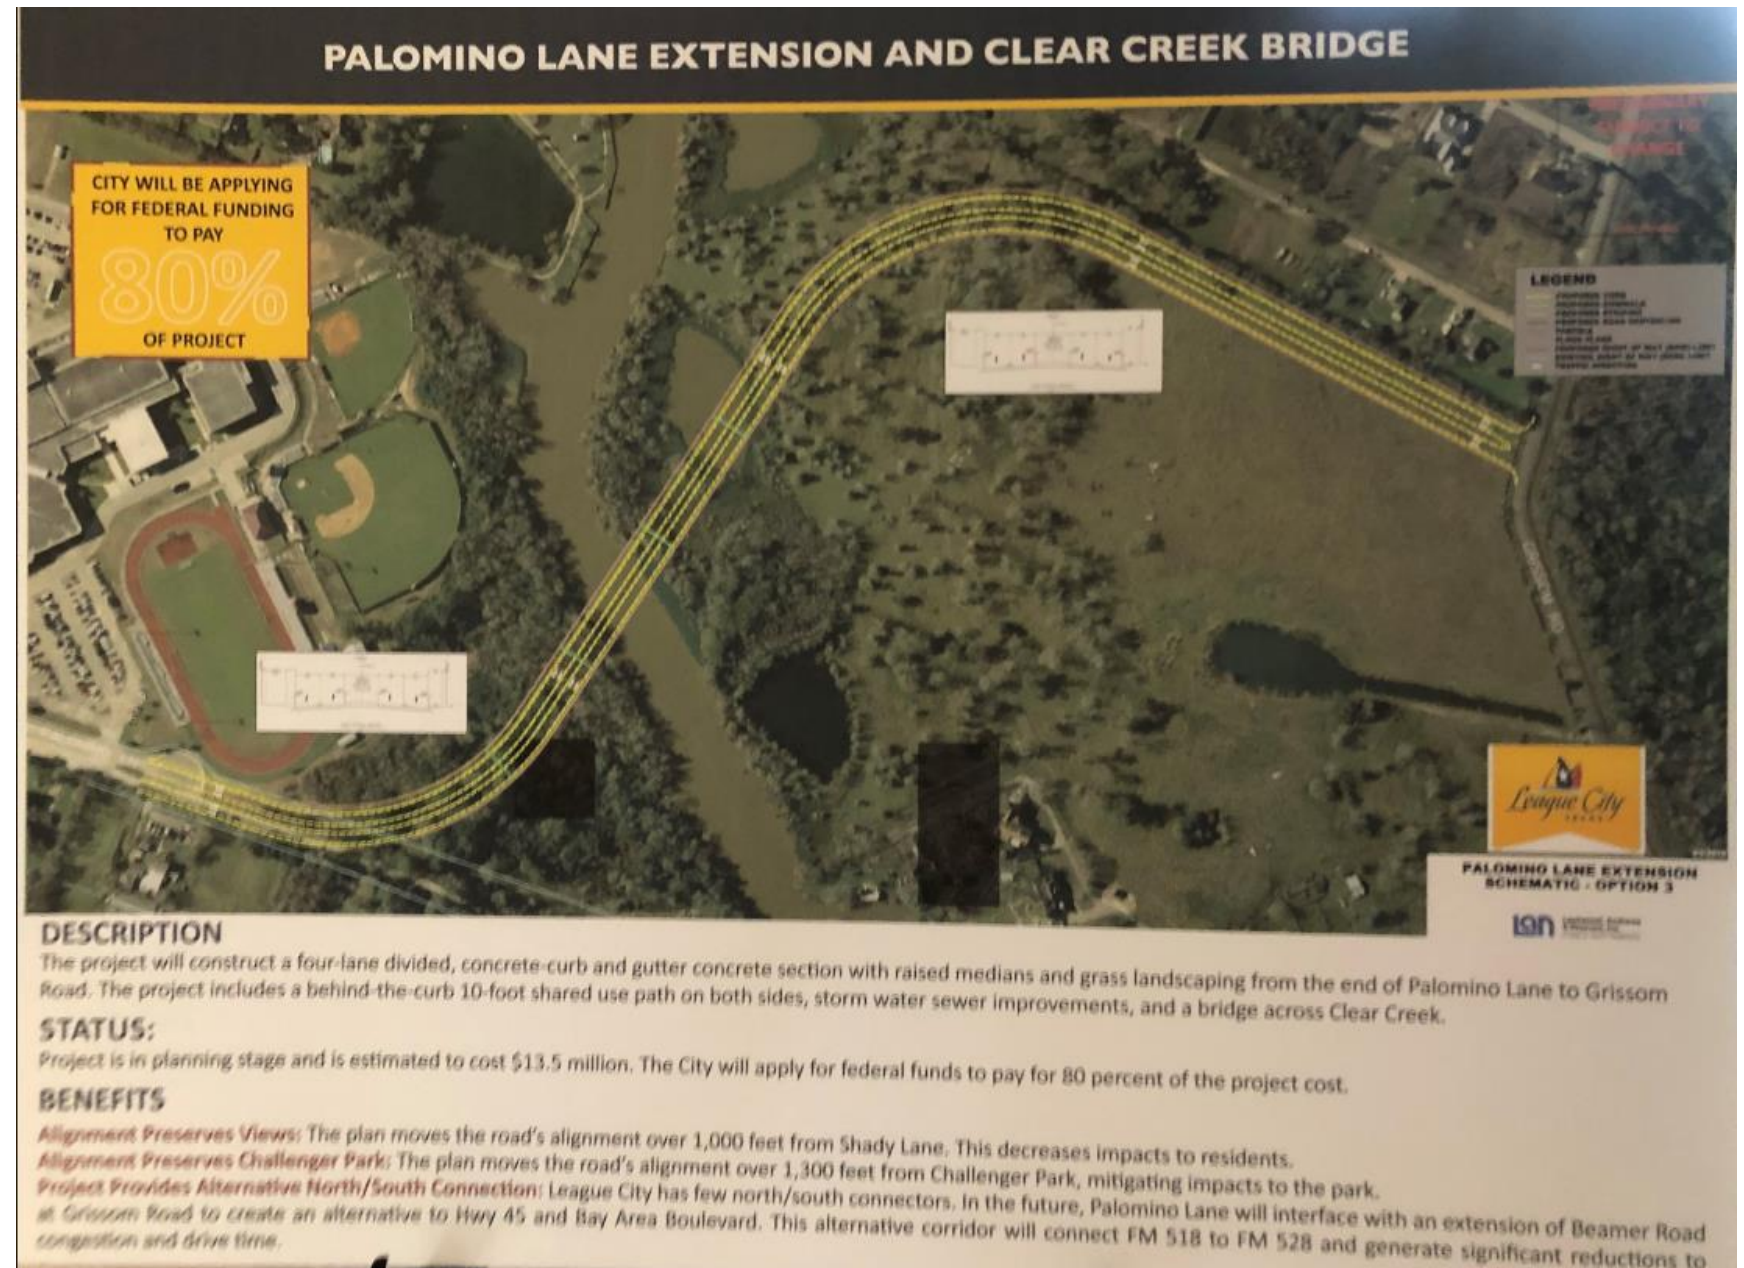 PALOMINO LANE EXTENSION AND CLEAR CREEK BRIDGE
CHANGE
CITY WILL BE APPLYING
FOR FEDERAL FUNDING
TO PAY
80%
OF PROJECT
LEGEND
League City
TEXAS
PALOMINO LANE EXTENSION
SCHEMATIC - OPTION 3
lan
DESCRIPTION
The project will construct a four-lane divided, concrete-curb and gutter concrete section with raised medians and grass landscaping from the end of Palomino Lane to Grissom
Road. The project includes a behind-the-curb 10-foot shared use path on both sides, storm water sewer improvements, and a bridge across Clear Creek.
STATUS:
Project is in planning stage and is estimated to cost $13.5 million. The City will apply for federal funds to pay for 80 percent of the project cost.
BENEFITS
Alignment Preserves Views: The plan moves the road's alignment over 1,000 feet from Shady Lane. This decreases impacts to residents.
Alignment Preserves Challenger Park: The plan moves the road's alignment over 1,300 feet from Challenger Park, mitigating impacts to the park.
Project Provides Alternative North/South Connection: League City has few north/south connectors. In the future, Palomino Lane will interface with an extension of Beamer Road
at Grissom Road to create an alternative to Hwy 45 and Bay Area Boulevard. This alternative corridor will connect FM 518 to FM 528 and generate significant reductions to
congestion and drive time.